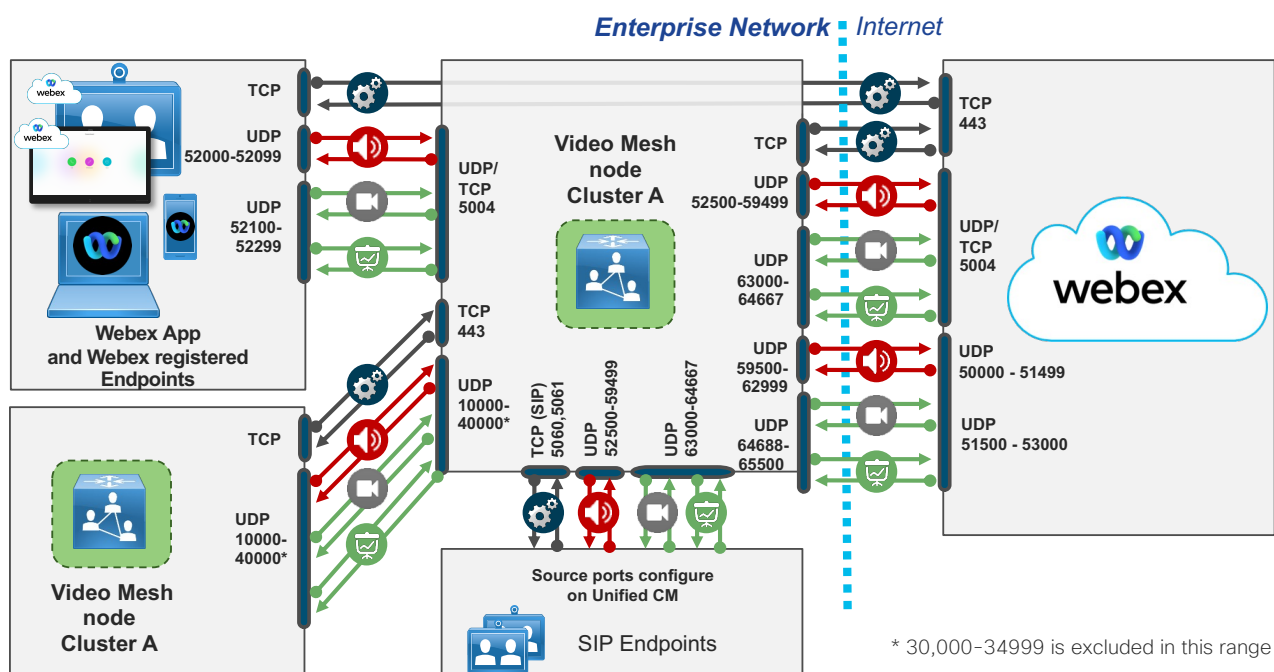 Enterprise Network
Internet
webex
webex
TCP
UDP
52000-52099
UDP
52100-
52299
Webex App
and Webex registered
Endpoints
UDP/
TCP
5004
TCP
443
UDP
10000-
40000*
Video Mesh
node
Cluster A
TCP
UDP
52500-59499
UDP
63000-
64667
UDP
59500-
62999
UDP
64688-
65500
TCP (SIP)
5060,5061
UDP
52500-59499
UDP
63000-64667
TCP
443
UDP/
TCP
5004
webex
UDP
50000 - 51499
UDP
51500 - 53000
TCP
UDP
10000-
40000*
Video Mesh
node
Cluster A
Source ports configure
on Unified CM
SIP Endpoints
* 30,000-34999 is excluded in this range